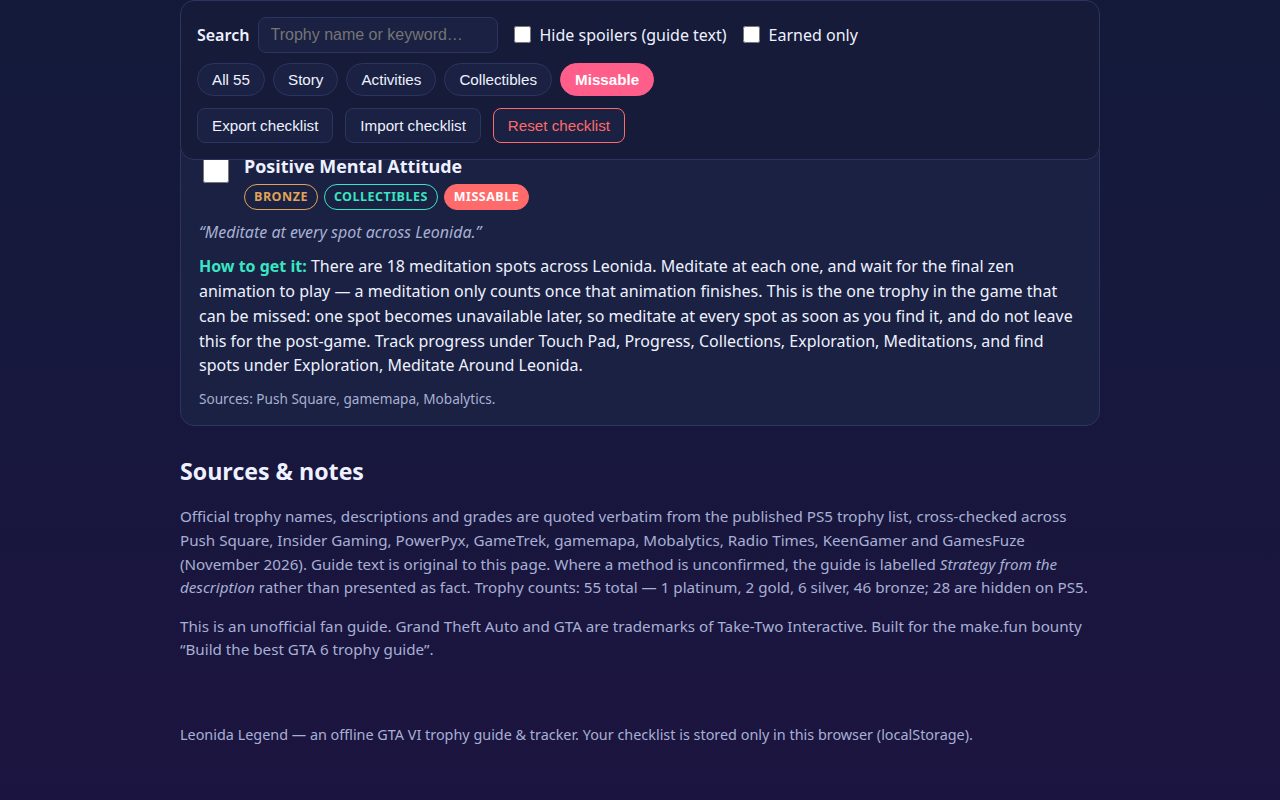 Search Trophy name or keyword… Hide spoilers (guide text) Earned only
All 55 Story Activities Collectibles Missable
Export checklist Import checklist Reset checklist
Positive Mental Attitude
BRONZE COLLECTIBLES MISSABLE
“Meditate at every spot across Leonida.”
How to get it: There are 18 meditation spots across Leonida. Meditate at each one, and wait for the final zen
animation to play — a meditation only counts once that animation finishes. This is the one trophy in the game that
can be missed: one spot becomes unavailable later, so meditate at every spot as soon as you find it, and do not leave
this for the post-game. Track progress under Touch Pad, Progress, Collections, Exploration, Meditations, and find
spots under Exploration, Meditate Around Leonida.
Sources: Push Square, gamemapa, Mobalytics.
Sources & notes
Official trophy names, descriptions and grades are quoted verbatim from the published PS5 trophy list, cross-checked across
Push Square, Insider Gaming, PowerPyx, GameTrek, gamemapa, Mobalytics, Radio Times, KeenGamer and GamesFuze
(November 2026). Guide text is original to this page. Where a method is unconfirmed, the guide is labelled Strategy from the
description rather than presented as fact. Trophy counts: 55 total — 1 platinum, 2 gold, 6 silver, 46 bronze; 28 are hidden on PS5.
This is an unofficial fan guide. Grand Theft Auto and GTA are trademarks of Take-Two Interactive. Built for the make.fun bounty
“Build the best GTA 6 trophy guide”.
Leonida Legend — an offline GTA VI trophy guide & tracker. Your checklist is stored only in this browser (localStorage).